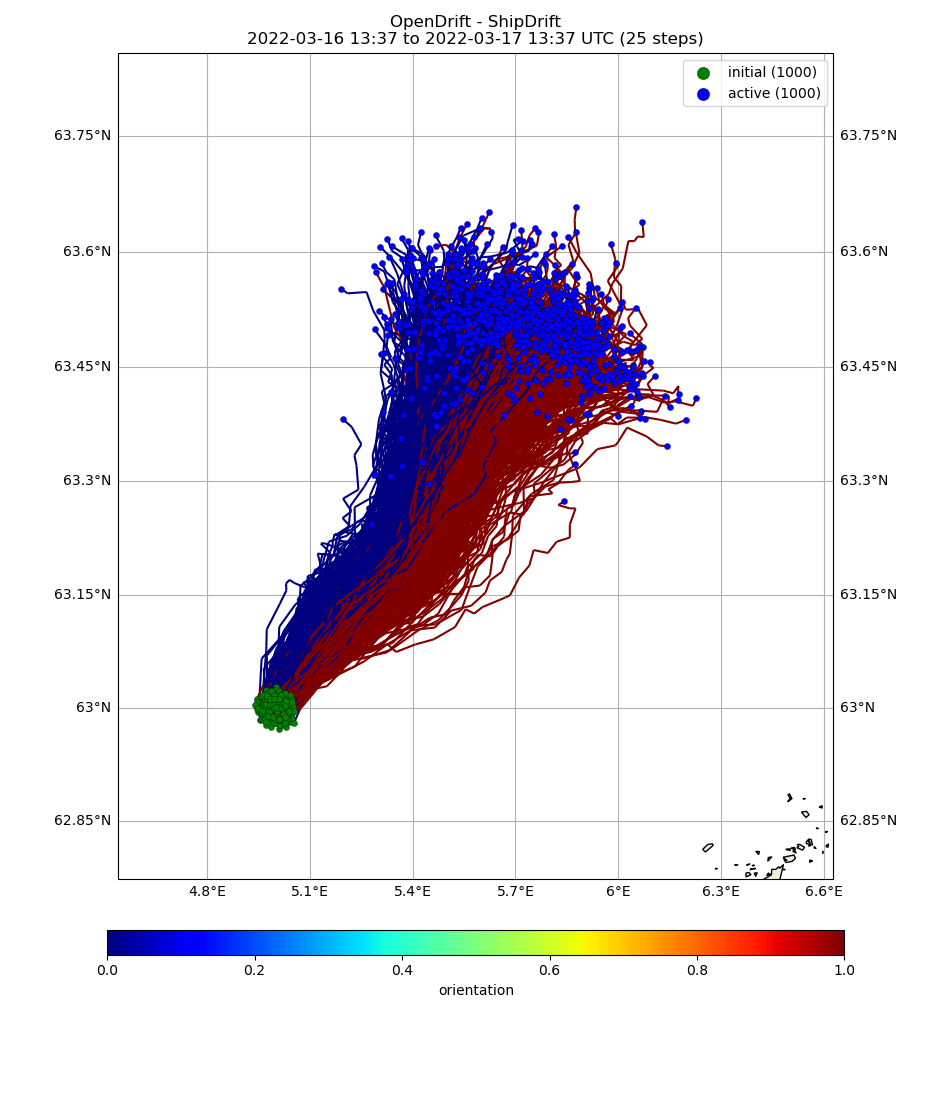 OpenDrift - ShipDrift
2022-03-16 13:37 to 2022-03-17 13:37 UTC (25 steps)
initial (1000)
active (1000)
63.75°N 63.75°N
63.6°N 63.6°N
63.45°N 63.45°N
63.3°N 63.3°N
63.15°N 63.15°N
63°N 63°N
62.85°N 62.85°N
4.8°E 5.1°E 5.4°E 5.7°E 6°E 6.3°E 6.6°E
0.0 0.2 0.4 0.6 0.8 1.0
orientation